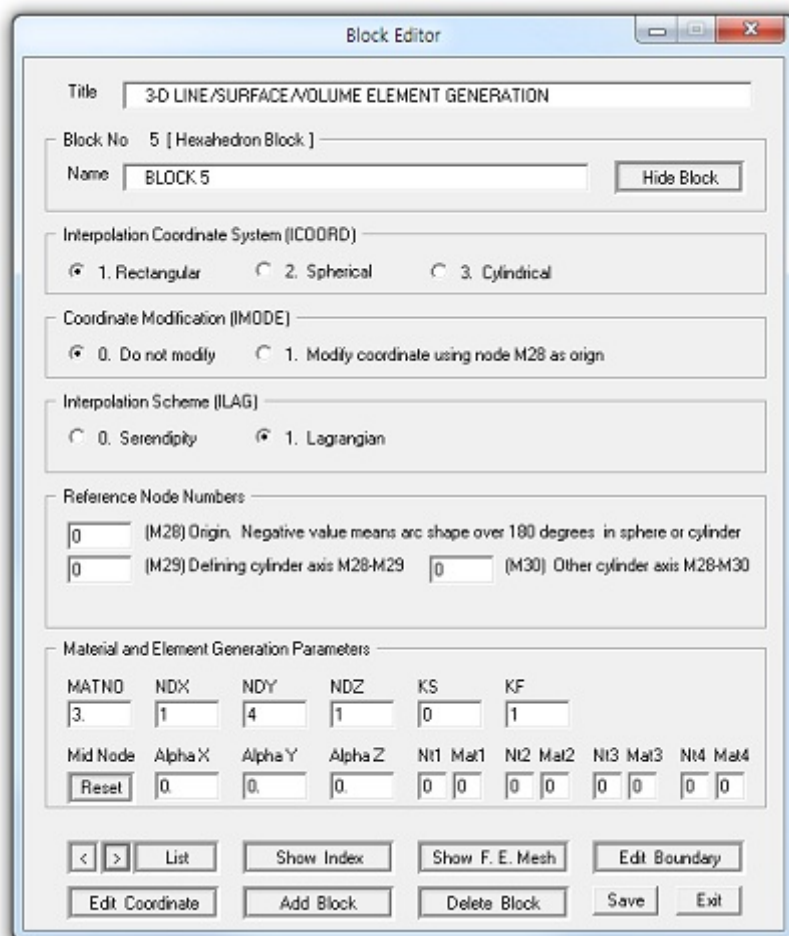 Block Editor
Title 3-D LINE/SURFACE/VOLUME ELEMENT GENERATION
Block No 5 [ Hexahedron Block ]
Name BLOCK 5 Hide Block
Interpolation Coordinate System (ICOORD)
1. Rectangular 2. Spherical 3. Cylindrical
Coordinate Modification (IMODE)
0. Do not modify 1. Modify coordinate using node M28 as orign
Interpolation Scheme (ILAG)
0. Serendipity 1. Lagrangian
Reference Node Numbers
0 (M28) Origin. Negative value means arc shape over 180 degrees in sphere or cylinder
0 (M29) Defining cylinder axis M28-M29 0 (M30) Other cylinder axis M28-M30
Material and Element Generation Parameters
MATNO NDX NDY NDZ KS KF
3. 1 4 1 0 1
Mid Node Alpha X Alpha Y Alpha Z Nt1 Mat1 Nt2 Mat2 Nt3 Mat3 Nt4 Mat4
Reset 0. 0. 0. 0 0 0 0 0 0 0 0
< > List Show Index Show F. E. Mesh Edit Boundary
Edit Coordinate Add Block Delete Block Save Exit